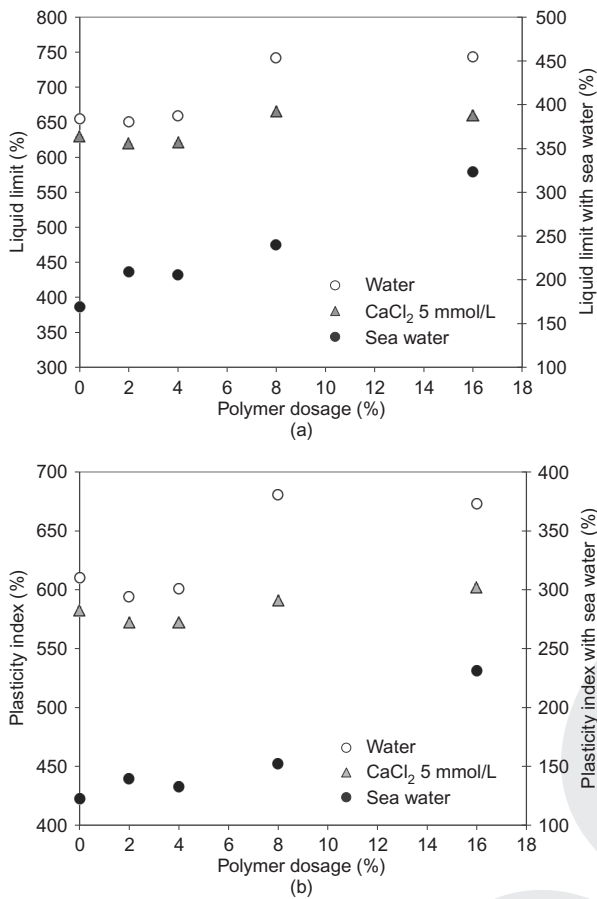 800
750
700
650
600
550
500
450
400
350
300
Liquid limit (%)
500
450
400
350
300
250
200
150
100
Liquid limit with sea water (%)
Water
CaCl₂ 5 mmol/L
Sea water
0 2 4 6 8 10 12 14 16 18
Polymer dosage (%)
(a)
700
650
600
550
500
450
400
Plasticity index (%)
400
350
300
250
200
150
100
Plasticity index with sea water (%)
Water
CaCl₂ 5 mmol/L
Sea water
0 2 4 6 8 10 12 14 16 18
Polymer dosage (%)
(b)